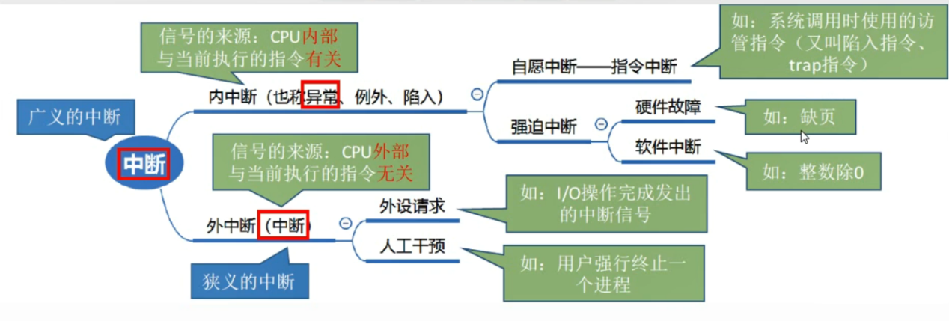 信号的来源：CPU内部
与当前执行的指令有关
如：系统调用时使用的访
管指令（又叫陷入指令、
trap指令）
自愿中断——指令中断
内中断（也称异常、例外、陷入）
广义的中断
硬件故障
如：缺页
强迫中断
软件中断
如：整数除0
中断
信号的来源：CPU外部
与当前执行的指令无关
外设请求
如：I/O操作完成发出
的中断信号
外中断（中断）
人工干预
如：用户强行终止一
个进程
狭义的中断